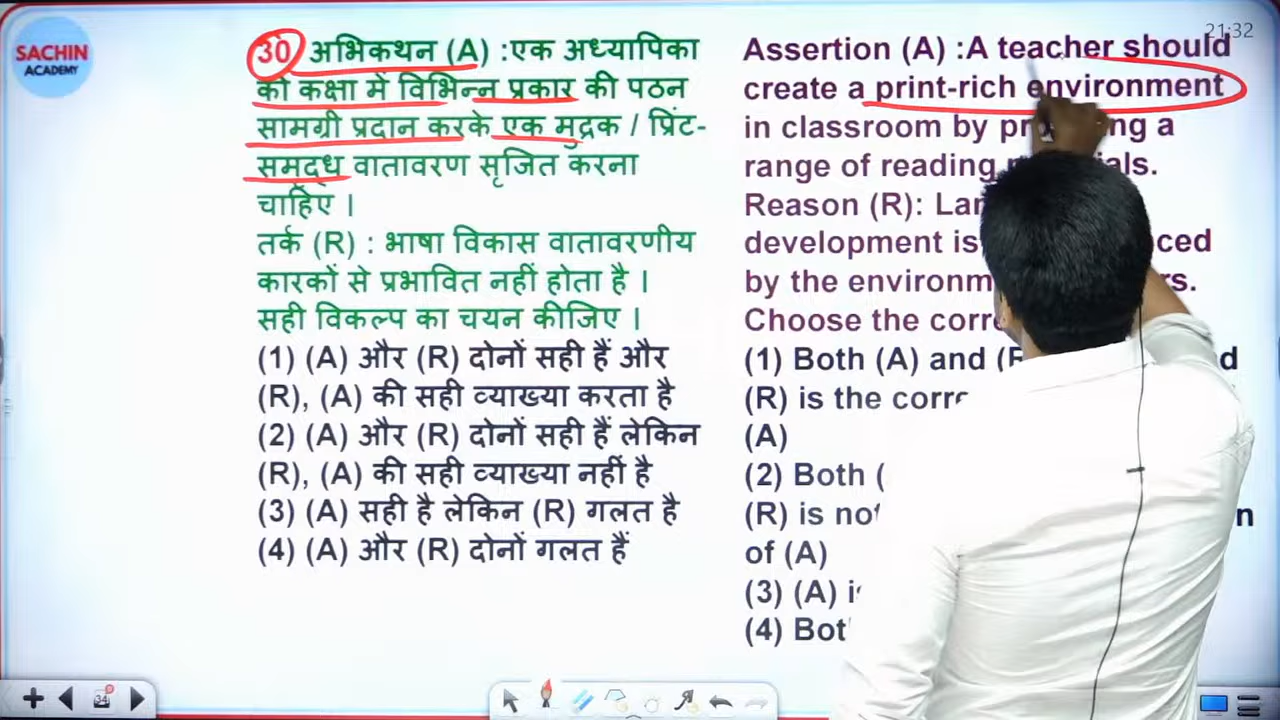 SACHIN
ACADEMY
21:32
30 अभिकथन (A) :एक अध्यापिका
को कक्षा में विभिन्न प्रकार की पठन
सामग्री प्रदान करके एक मुद्रक / प्रिंट-
समृद्ध वातावरण सृजित करना
चाहिए ।
तर्क (R) : भाषा विकास वातावरणीय
कारकों से प्रभावित नहीं होता है ।
सही विकल्प का चयन कीजिए ।
(1) (A) और (R) दोनों सही हैं और
(R), (A) की सही व्याख्या करता है
(2) (A) और (R) दोनों सही हैं लेकिन
(R), (A) की सही व्याख्या नहीं है
(3) (A) सही है लेकिन (R) गलत है
(4) (A) और (R) दोनों गलत हैं
Assertion (A) :A teacher should
create a print-rich environment
in classroom by a
range of reading
Reason (R):
development is
by the
Choose the
(1) Both (A) and
(R) is the
(A)
(2) Both
(R) is
of (A)
(3) (A)
(4)
34